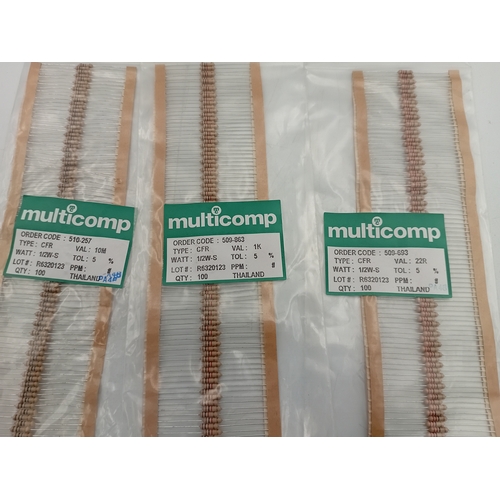 multicomp
ORDER CODE : 510-257
TYPE : CFR VAL : 10M
WATT : 1/2W-S TOL : 5 %
LOT # : R6320123 PPM : #
QTY : 100 THAILAND
multicomp
ORDER CODE : 509-863
TYPE : CFR VAL : 1K
WATT : 1/2W-S TOL : 5 %
LOT # : R6320123 PPM : #
QTY : 100 THAILAND
multicomp
ORDER CODE : 509-693
TYPE : CFR VAL : 22R
WATT : 1/2W-S TOL : 5 %
LOT # : R6320123 PPM : #
QTY : 100 THAILAND